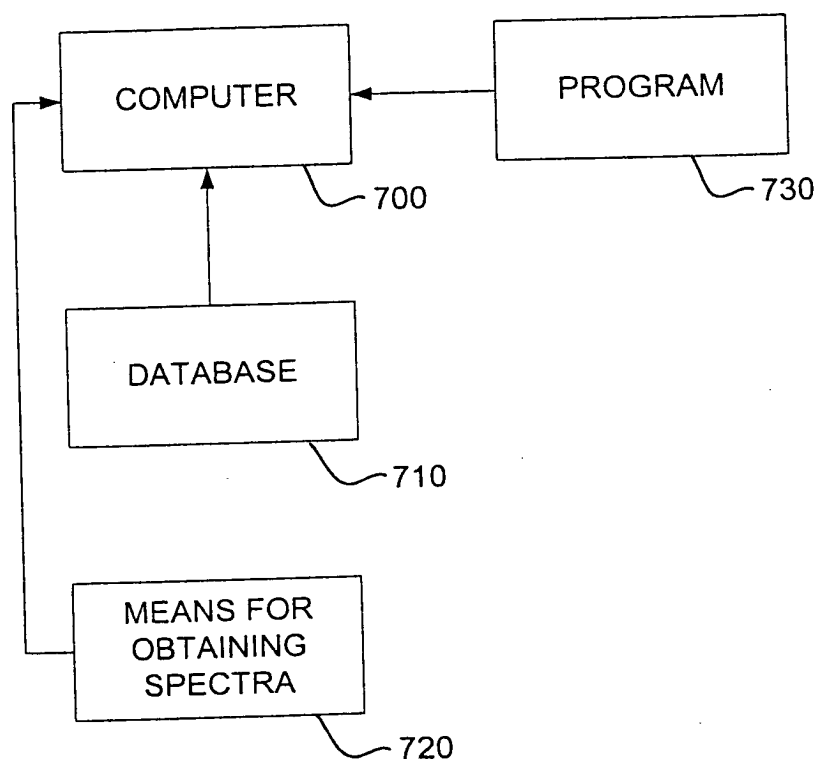 COMPUTER
700
PROGRAM
730
DATABASE
710
MEANS FOR
OBTAINING
SPECTRA
720